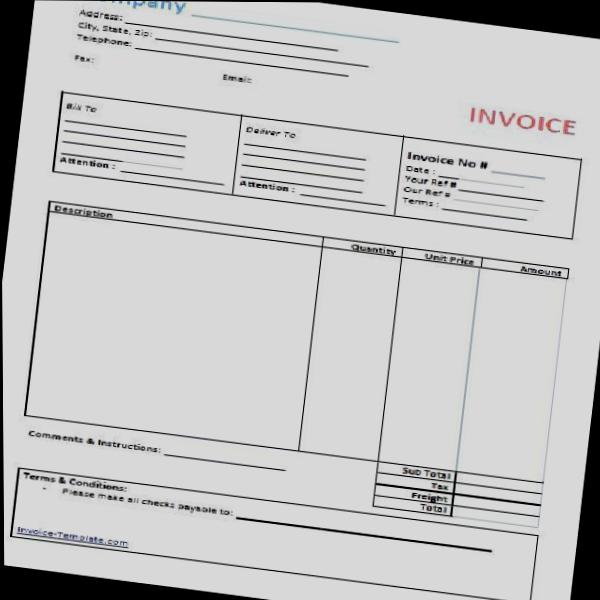 Company
Address:
City, State, Zip:
Telephone:
Fax:
Email:
INVOICE
Bill To
Attention :
Deliver To
Attention :
Invoice No #
Date :
Your Ref #
Our Ref #
Terms :
Description Quantity Unit Price Amount
Comments & Instructions:
Sub Total
Tax
Freight
Total
Terms & Conditions:
- Please make all checks payable to:
Invoice-Template.com